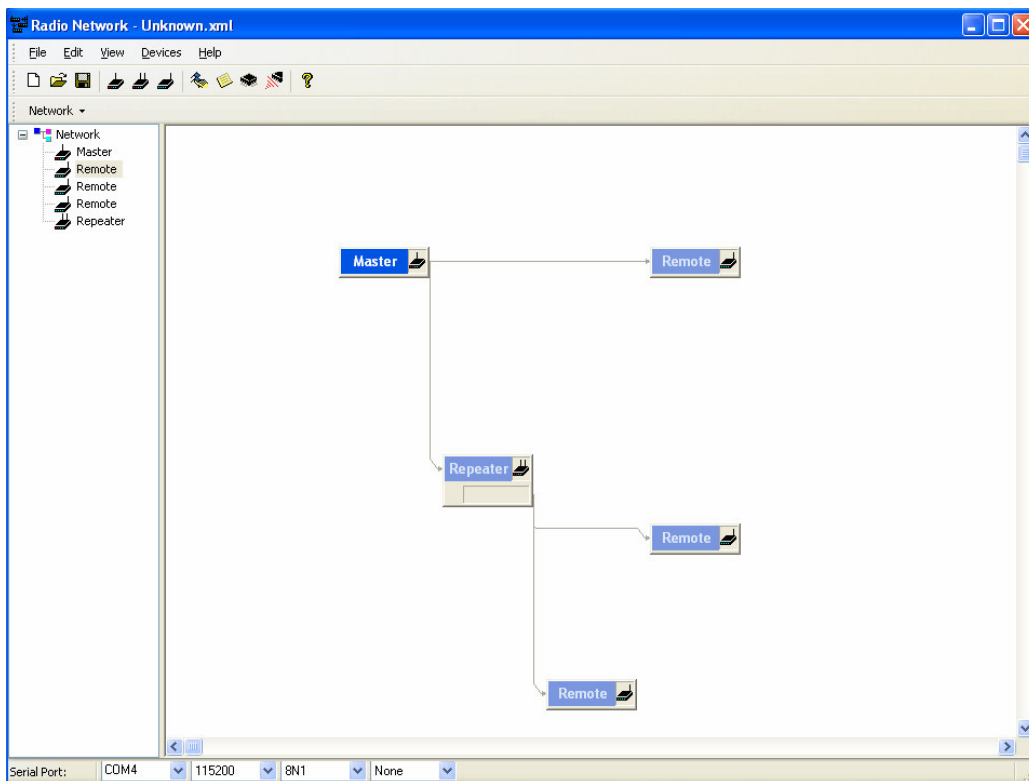 Radio Network - Unknown.xml
File Edit View Devices Help
Network
Network
Master
Remote
Remote
Remote
Repeater
Master
Remote
Repeater
Remote
Remote
Serial Port: COM4 115200 8N1 None